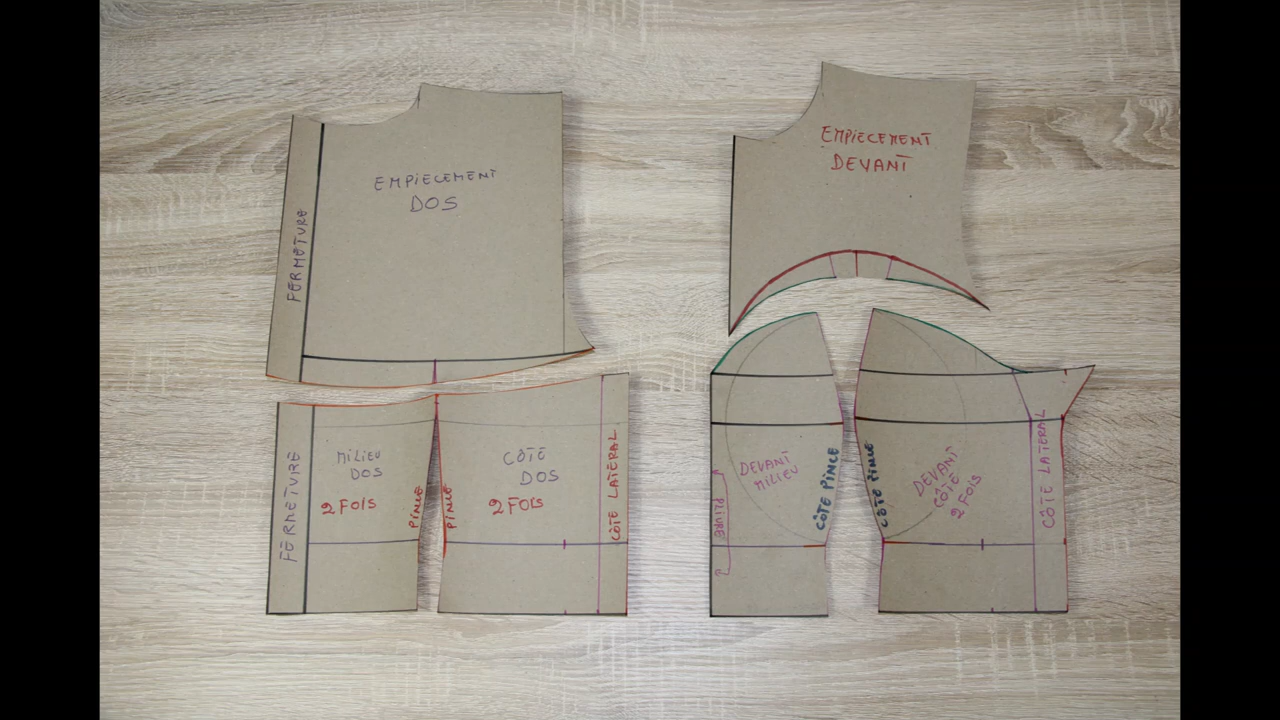 EMPIECEMENT
DOS
FERMETURE
EMPIECEMENT
DEVANT
FERMETURE
MILIEU
DOS
2 FOIS
PINCE
PINCE
CÔTÉ
DOS
2 FOIS
CÔTÉ LATÉRAL
PLIURE
DEVANT
MILIEU
CÔTÉ PINCE
CÔTÉ PINCE
DEVANT
CÔTÉ
2 FOIS
CÔTÉ LATÉRAL